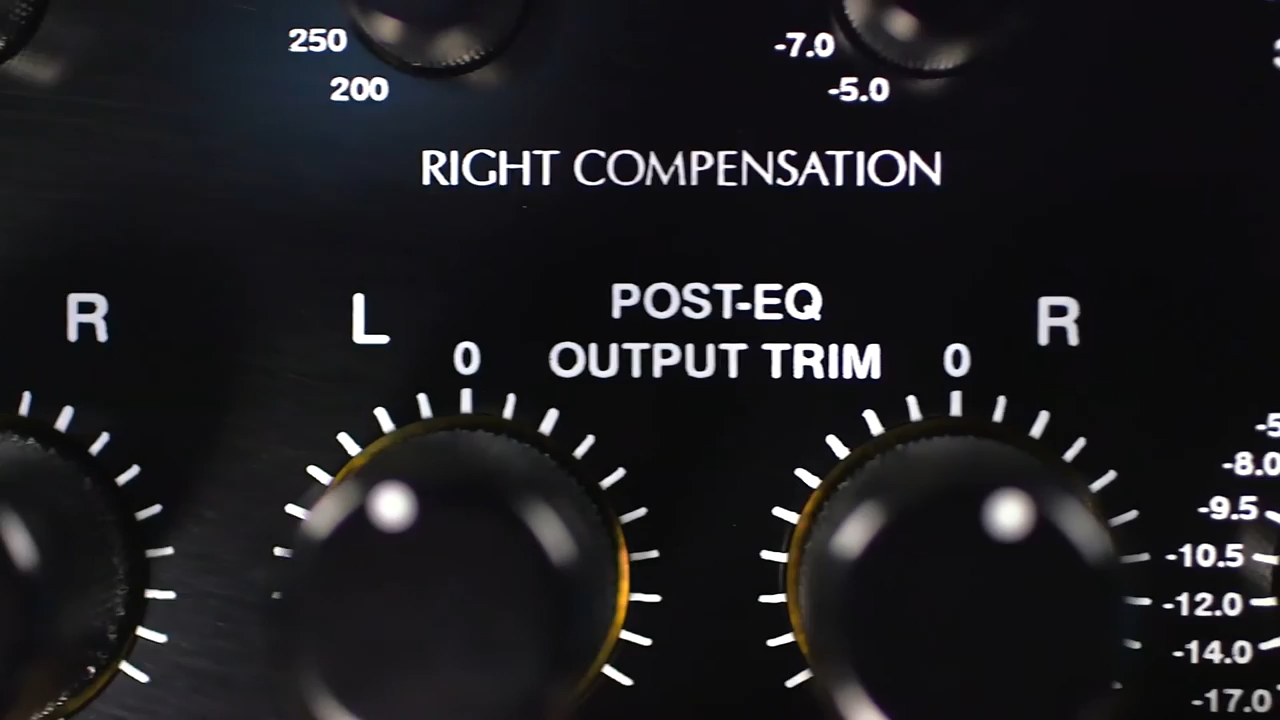 250
200
-7.0
-5.0
RIGHT COMPENSATION
R
L
POST-EQ
OUTPUT TRIM
0
0
R
-8.0
-9.5
-10.5
-12.0
-14.0
-17.0